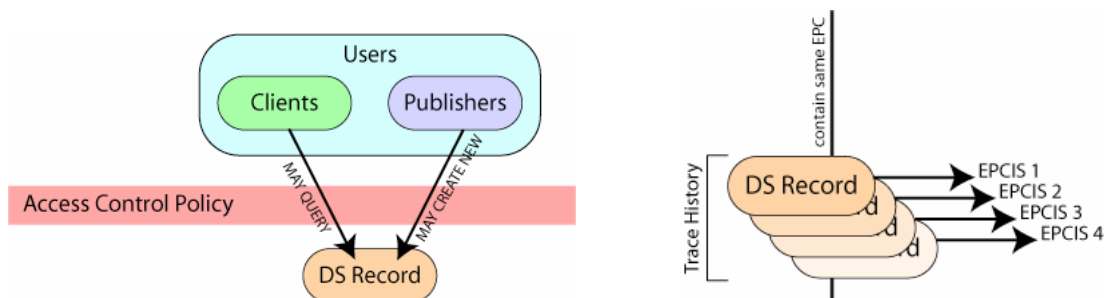 Users
Clients
Publishers
MAY QUERY
MAY CREATE NEW
Access Control Policy
DS Record
contain same EPC
Trace History
DS Record
EPCIS 1
EPCIS 2
EPCIS 3
EPCIS 4